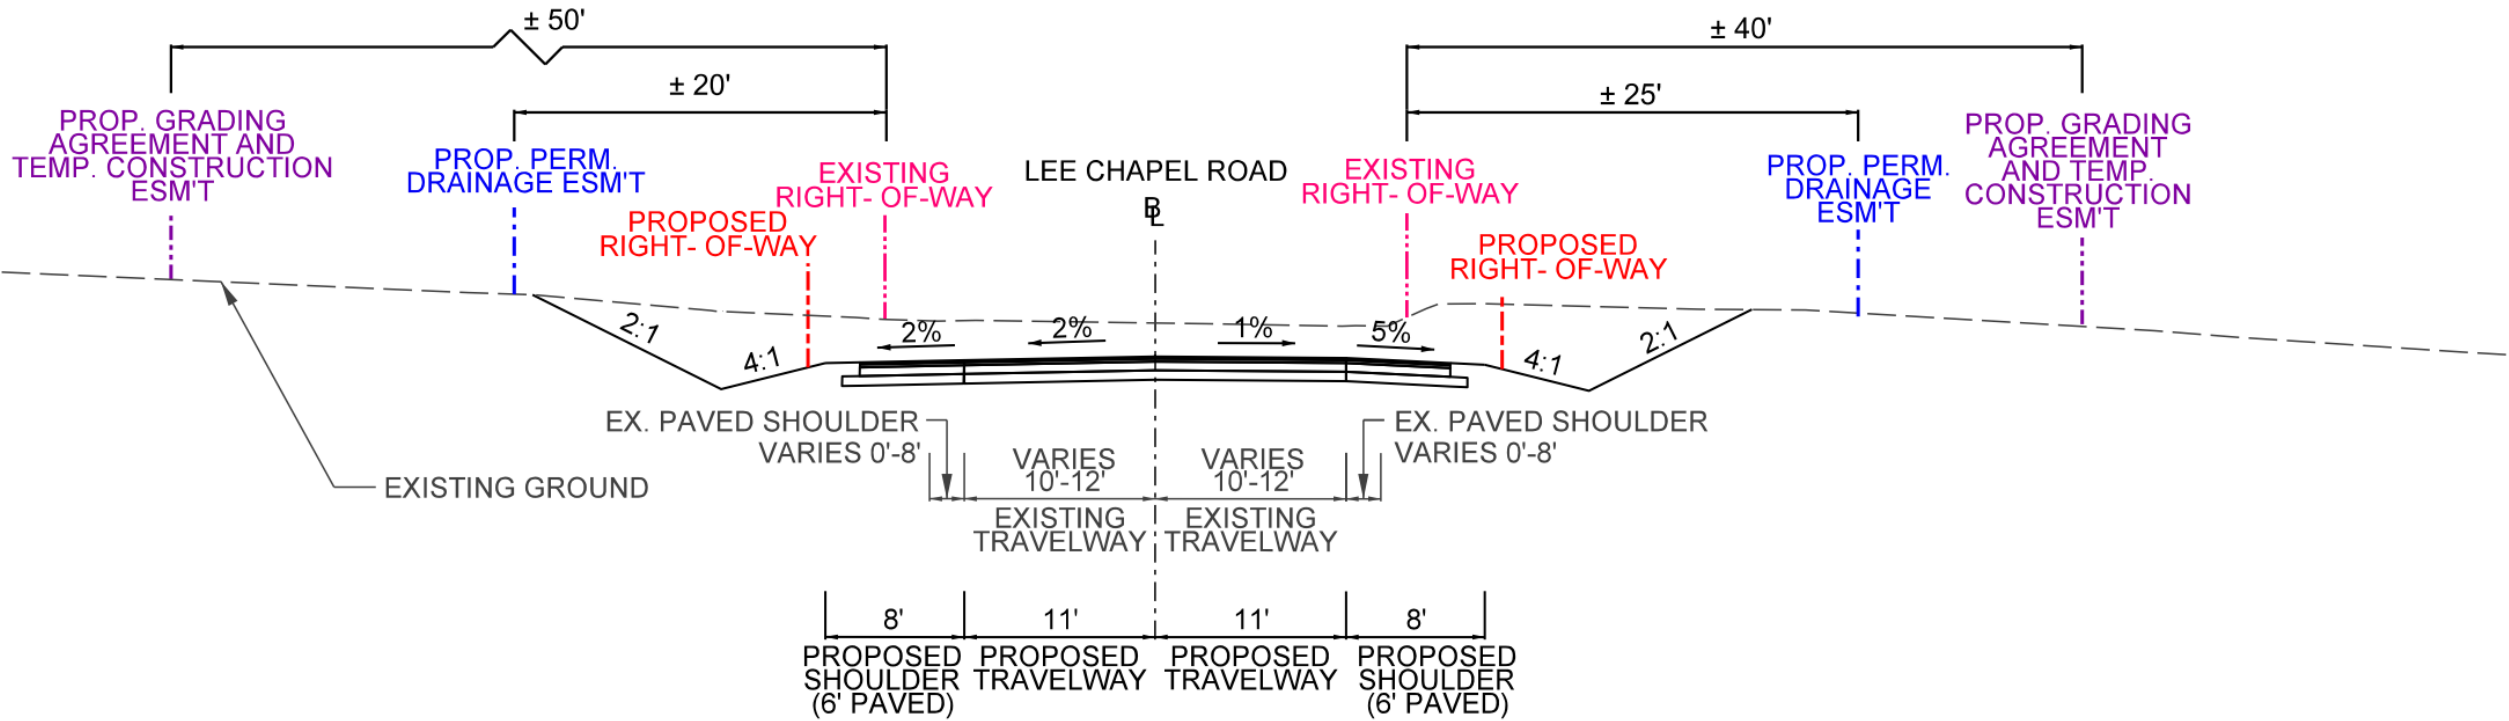 ± 50'
± 40'
± 20'
± 25'
PROP. GRADING
AGREEMENT AND
TEMP. CONSTRUCTION
ESM'T
PROP. PERM.
DRAINAGE ESM'T
PROPOSED
RIGHT- OF-WAY
EXISTING
RIGHT- OF-WAY
LEE CHAPEL ROAD
BL
EXISTING
RIGHT- OF-WAY
PROPOSED
RIGHT- OF-WAY
PROP. PERM.
DRAINAGE
ESM'T
PROP. GRADING
AGREEMENT
AND TEMP.
CONSTRUCTION
ESM'T
2:1
4:1
2%
2%
1%
5%
4:1
2:1
EX. PAVED SHOULDER
VARIES 0'-8'
VARIES
10'-12'
EXISTING
TRAVELWAY
VARIES
10'-12'
EXISTING
TRAVELWAY
EX. PAVED SHOULDER
VARIES 0'-8'
EXISTING GROUND
8'
PROPOSED
SHOULDER
(6' PAVED)
11'
PROPOSED
TRAVELWAY
11'
PROPOSED
TRAVELWAY
8'
PROPOSED
SHOULDER
(6' PAVED)